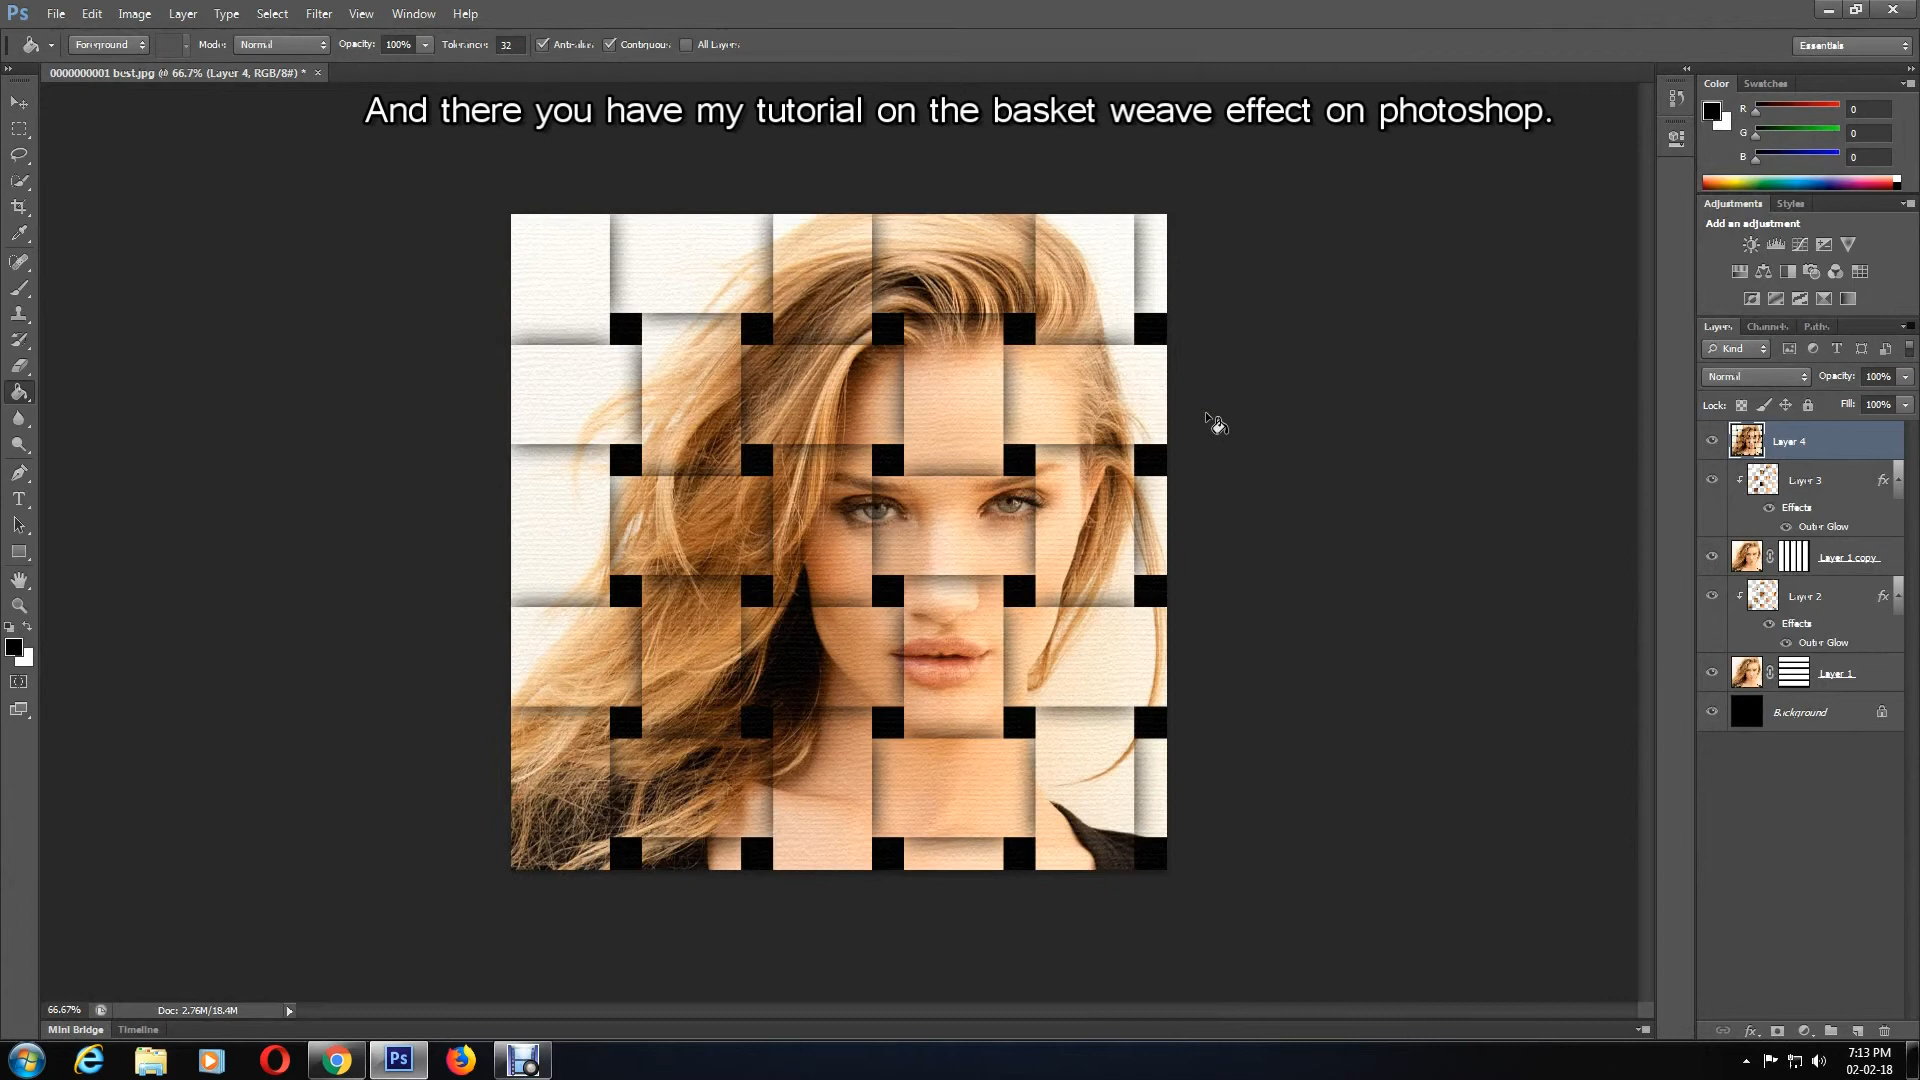 Ps File Edit Image Layer Type Select Filter View Window Help
Foreground Mode: Normal Opacity: 100% Tolerance: 32 Anti-alias Contiguous All Layers Essentials
0000000001 best.jpg @ 66.7% (Layer 4, RGB/8#) * ×
And there you have my tutorial on the basket weave effect on photoshop.
Color Swatches
R 0
G 0
B 0
Adjustments Styles
Add an adjustment
Layers Channels Paths
Kind
Normal Opacity: 100%
Lock: Fill: 100%
Layer 4
Layer 3 fx
Effects
Outer Glow
Layer 1 copy
Layer 2 fx
Effects
Outer Glow
Layer 1
Background
66.67% Doc: 2.76M/18.4M
Mini Bridge Timeline
Ps
7:13 PM
02-02-18